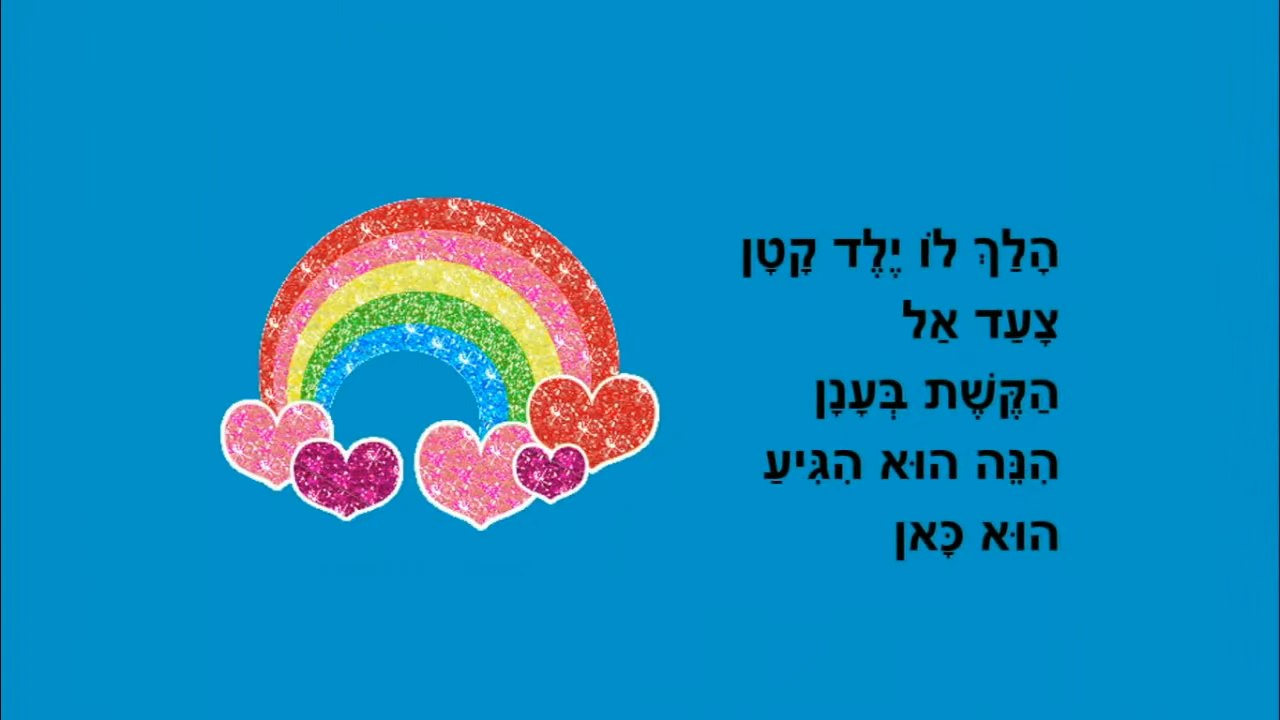 הָלַךְ לוֹ יֶלֶד קָטָן
צָעַד אַל
הַקֶּשֶׁת בְּעָנָן
הִנֵּה הוּא הִגִּיעַ
הוּא כָּאן